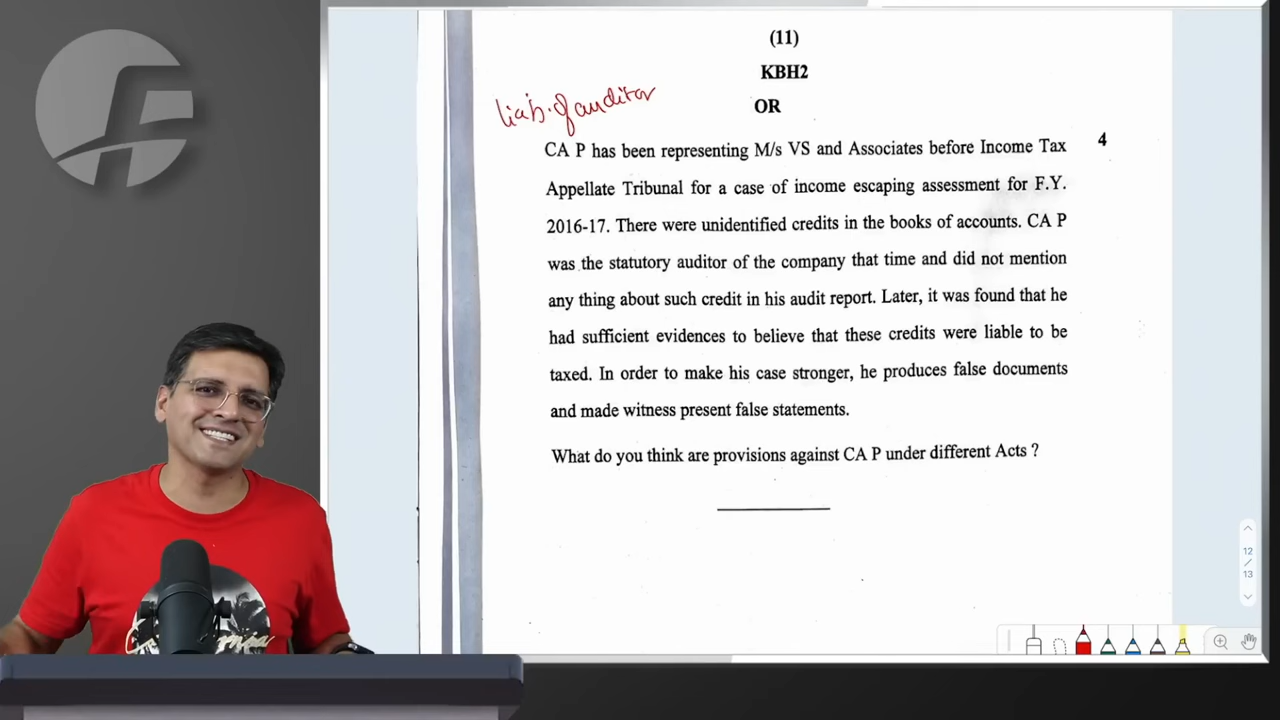 (11)
KBH2
liab. of auditor
OR
CA P has been representing M/s VS and Associates before Income Tax 4
Appellate Tribunal for a case of income escaping assessment for F.Y.
2016-17. There were unidentified credits in the books of accounts. CA P
was the statutory auditor of the company that time and did not mention
any thing about such credit in his audit report. Later, it was found that he
had sufficient evidences to believe that these credits were liable to be
taxed. In order to make his case stronger, he produces false documents
and made witness present false statements.
What do you think are provisions against CA P under different Acts ?
12
/
13